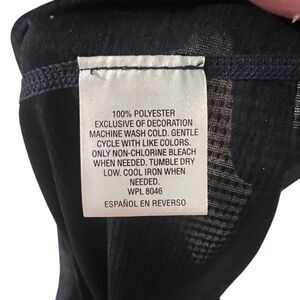 100% POLYESTER
EXCLUSIVE OF DECORATION
MACHINE WASH COLD. GENTLE
CYCLE WITH LIKE COLORS.
ONLY NON-CHLORINE BLEACH
WHEN NEEDED. TUMBLE DRY
LOW. COOL IRON WHEN
NEEDED.
WPL 8046
ESPAÑOL EN REVERSO